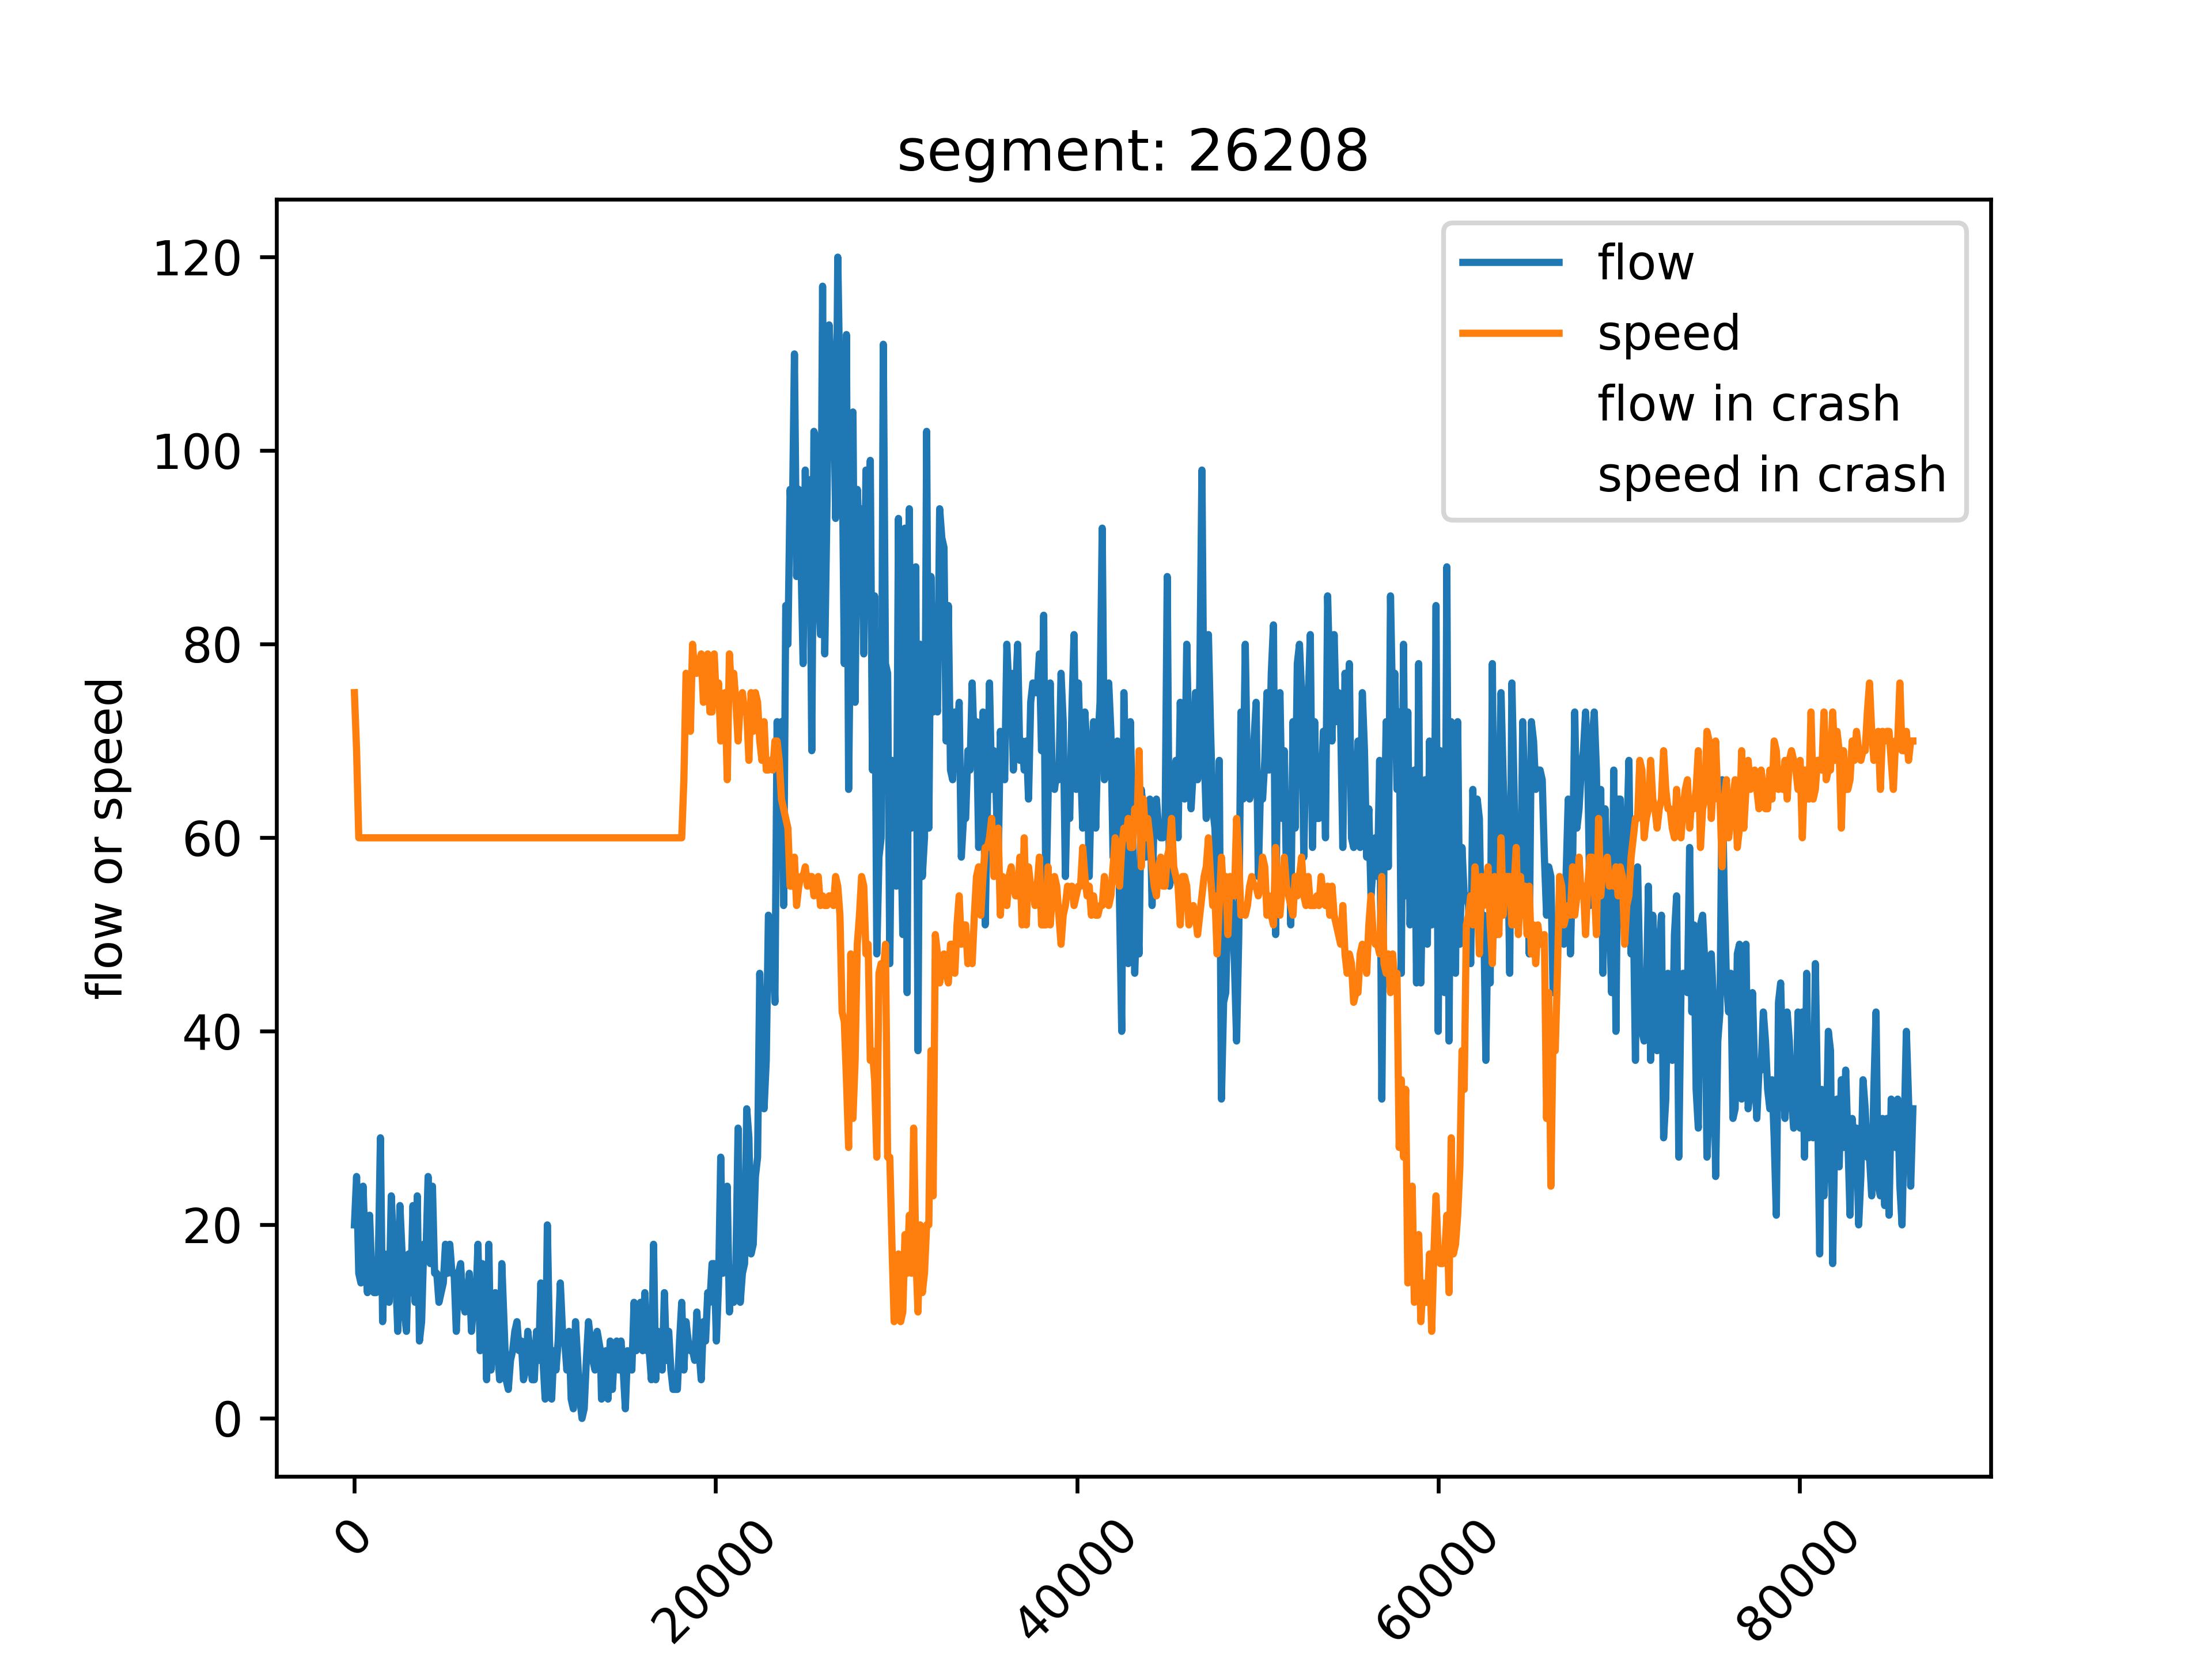 segment: 26208
flow
speed
flow in crash
speed in crash
flow or speed
120
100
80
60
40
20
0
0
20000
40000
60000
80000